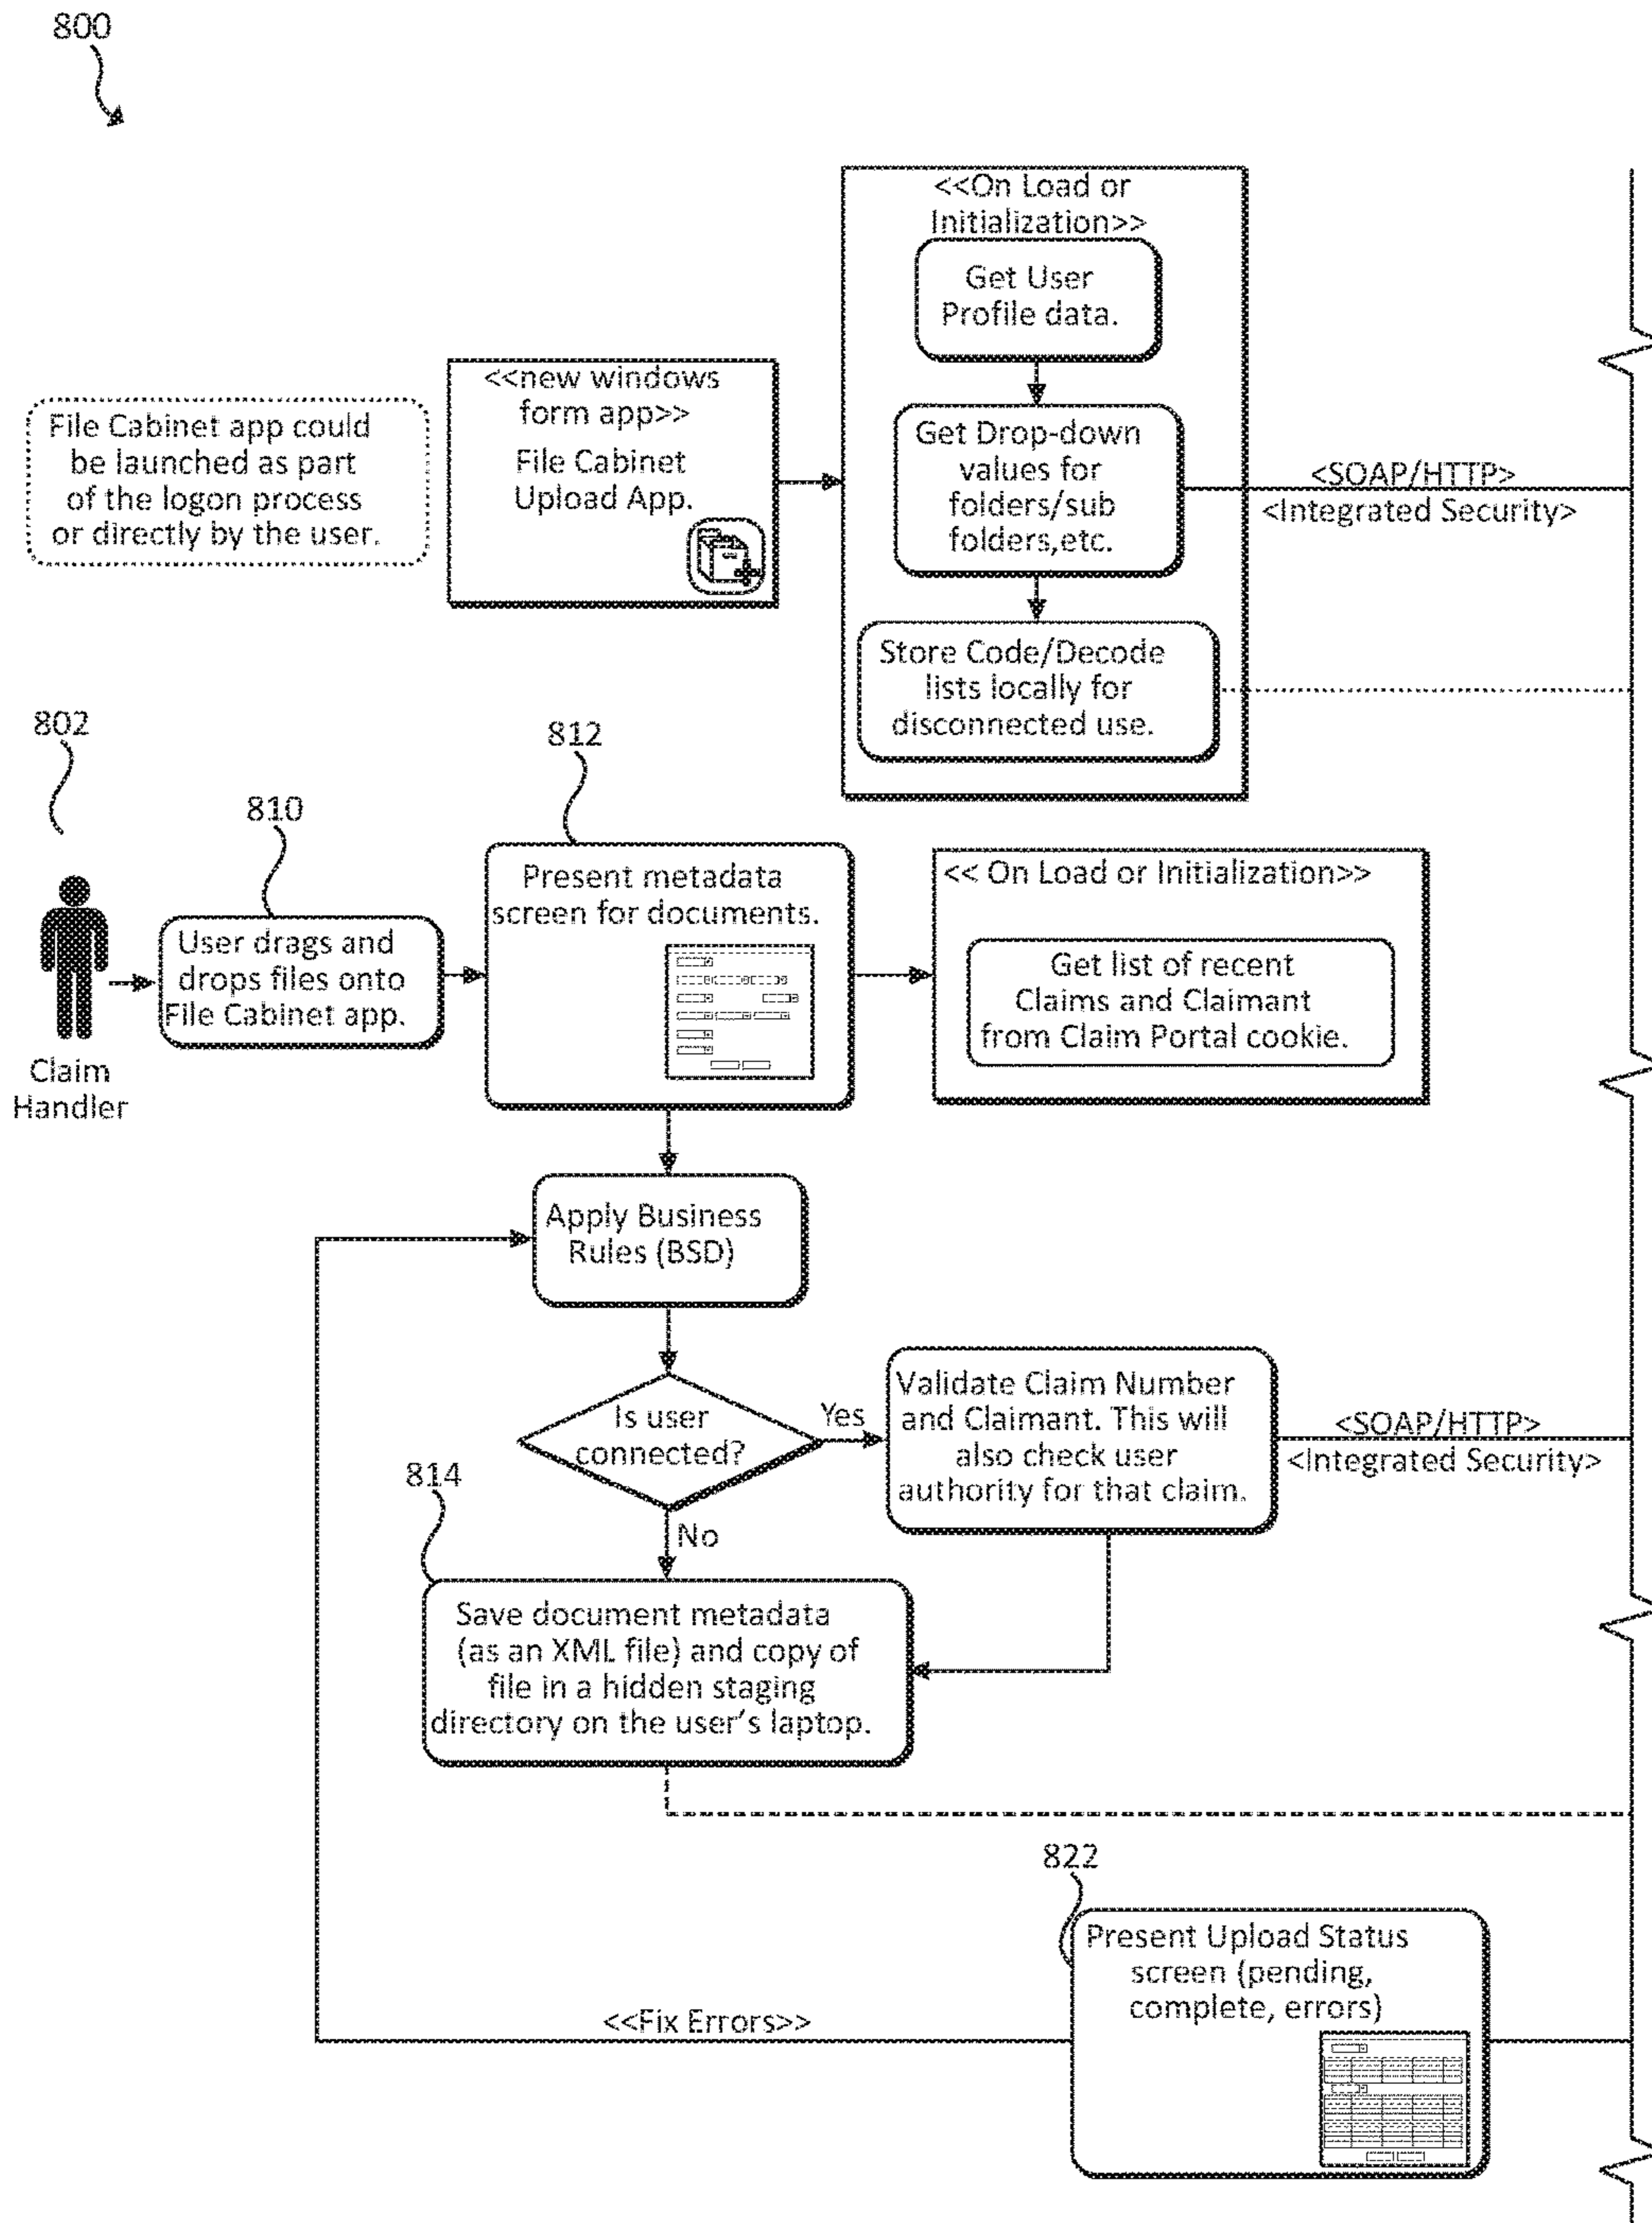 800
<<On Load or
Initialization>>
Get User
Profile data.
Get Drop-down
values for
folders/sub
folders,etc.
Store Code/Decode
lists locally for
disconnected use.
<SOAP/HTTP>
<Integrated Security>
<<new windows
form app>>
File Cabinet
Upload App.
File Cabinet app could
be launched as part
of the logon process
or directly by the user.
802
Claim
Handler
810
User drags and
drops files onto
File Cabinet app.
812
Present metadata
screen for documents.
<< On Load or Initialization>>
Get list of recent
Claims and Claimant
from Claim Portal cookie.
Apply Business
Rules (BSD)
Is user
connected?
Yes
Validate Claim Number
and Claimant. This will
also check user
authority for that claim.
<SOAP/HTTP>
<Integrated Security>
No
814
Save document metadata
(as an XML file) and copy of
file in a hidden staging
directory on the user's laptop.
822
Present Upload Status
screen (pending,
complete, errors)
<<Fix Errors>>